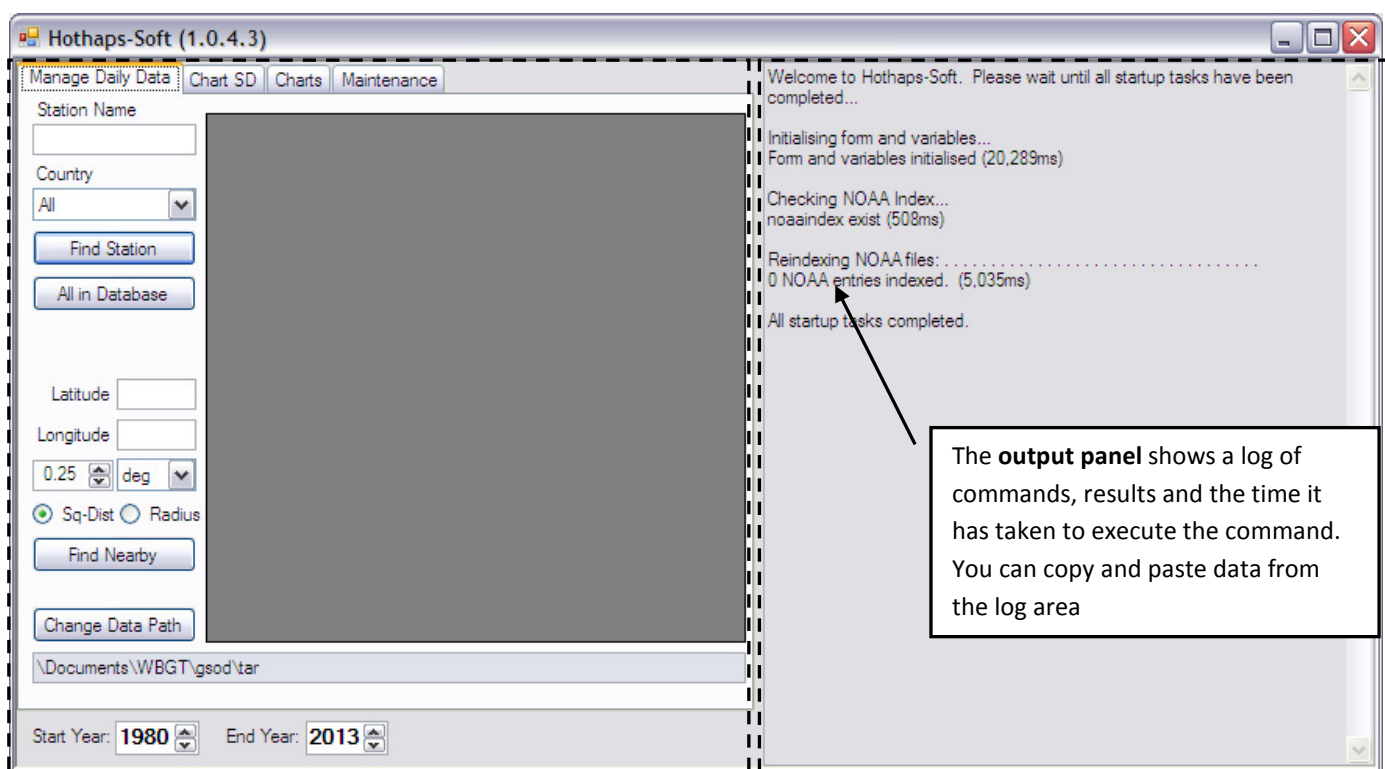 Hothaps-Soft (1.0.4.3)
Manage Daily Data Chart SD Charts Maintenance
Station Name
Country
All
Find Station
All in Database
Latitude
Longitude
0.25 deg
Sq-Dist Radius
Find Nearby
Change Data Path
\Documents\WBGT\gsod\tar
Start Year: 1980 End Year: 2013
Welcome to Hothaps-Soft. Please wait until all startup tasks have been
completed...
Initialising form and variables...
Form and variables initialised (20,289ms)
Checking NOAA Index...
noaaindex exist (508ms)
Reindexing NOAA files: . . . . . . . . . . . . . . . . . . . . . . . . . . . . . . . . . .
0 NOAA entries indexed. (5,035ms)
All startup tasks completed.
The output panel shows a log of
commands, results and the time it
has taken to execute the command.
You can copy and paste data from
the log area